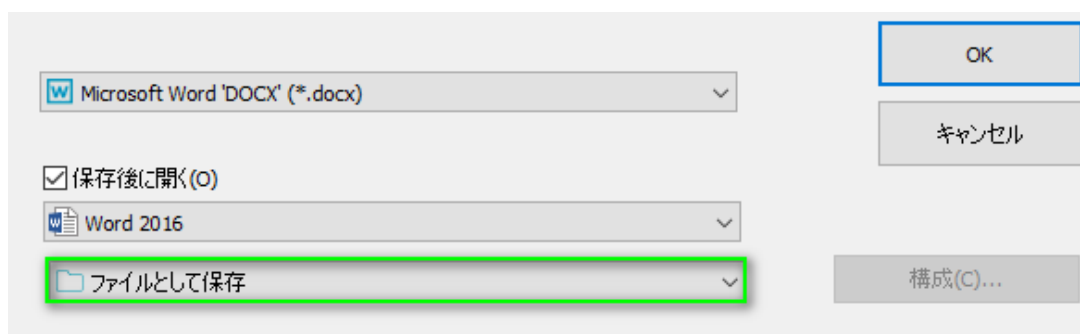 OK
Microsoft Word 'DOCX' (*.docx)
キャンセル
保存後に開く(O)
Word 2016
ファイルとして保存
構成(C)...